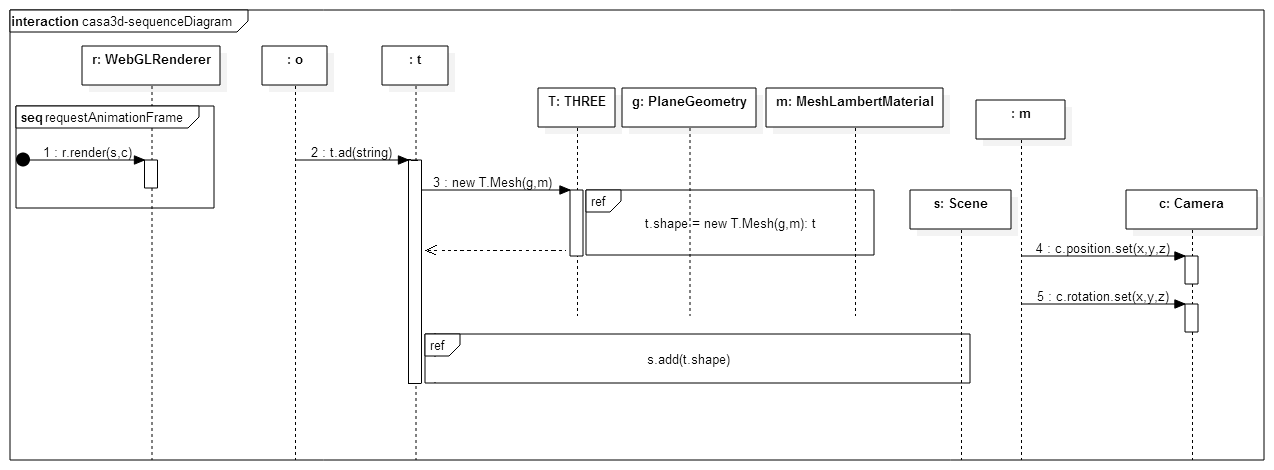 interaction casa3d-sequenceDiagram
r: WebGLRenderer
: o
: t
T: THREE
g: PlaneGeometry
m: MeshLambertMaterial
: m
seq requestAnimationFrame
1 : r.render(s,c)
2 : t.ad(string)
3 : new T.Mesh(g,m)
ref
t.shape = new T.Mesh(g,m): t
s: Scene
c: Camera
4 : c.position.set(x,y,z)
5 : c.rotation.set(x,y,z)
ref
s.add(t.shape)